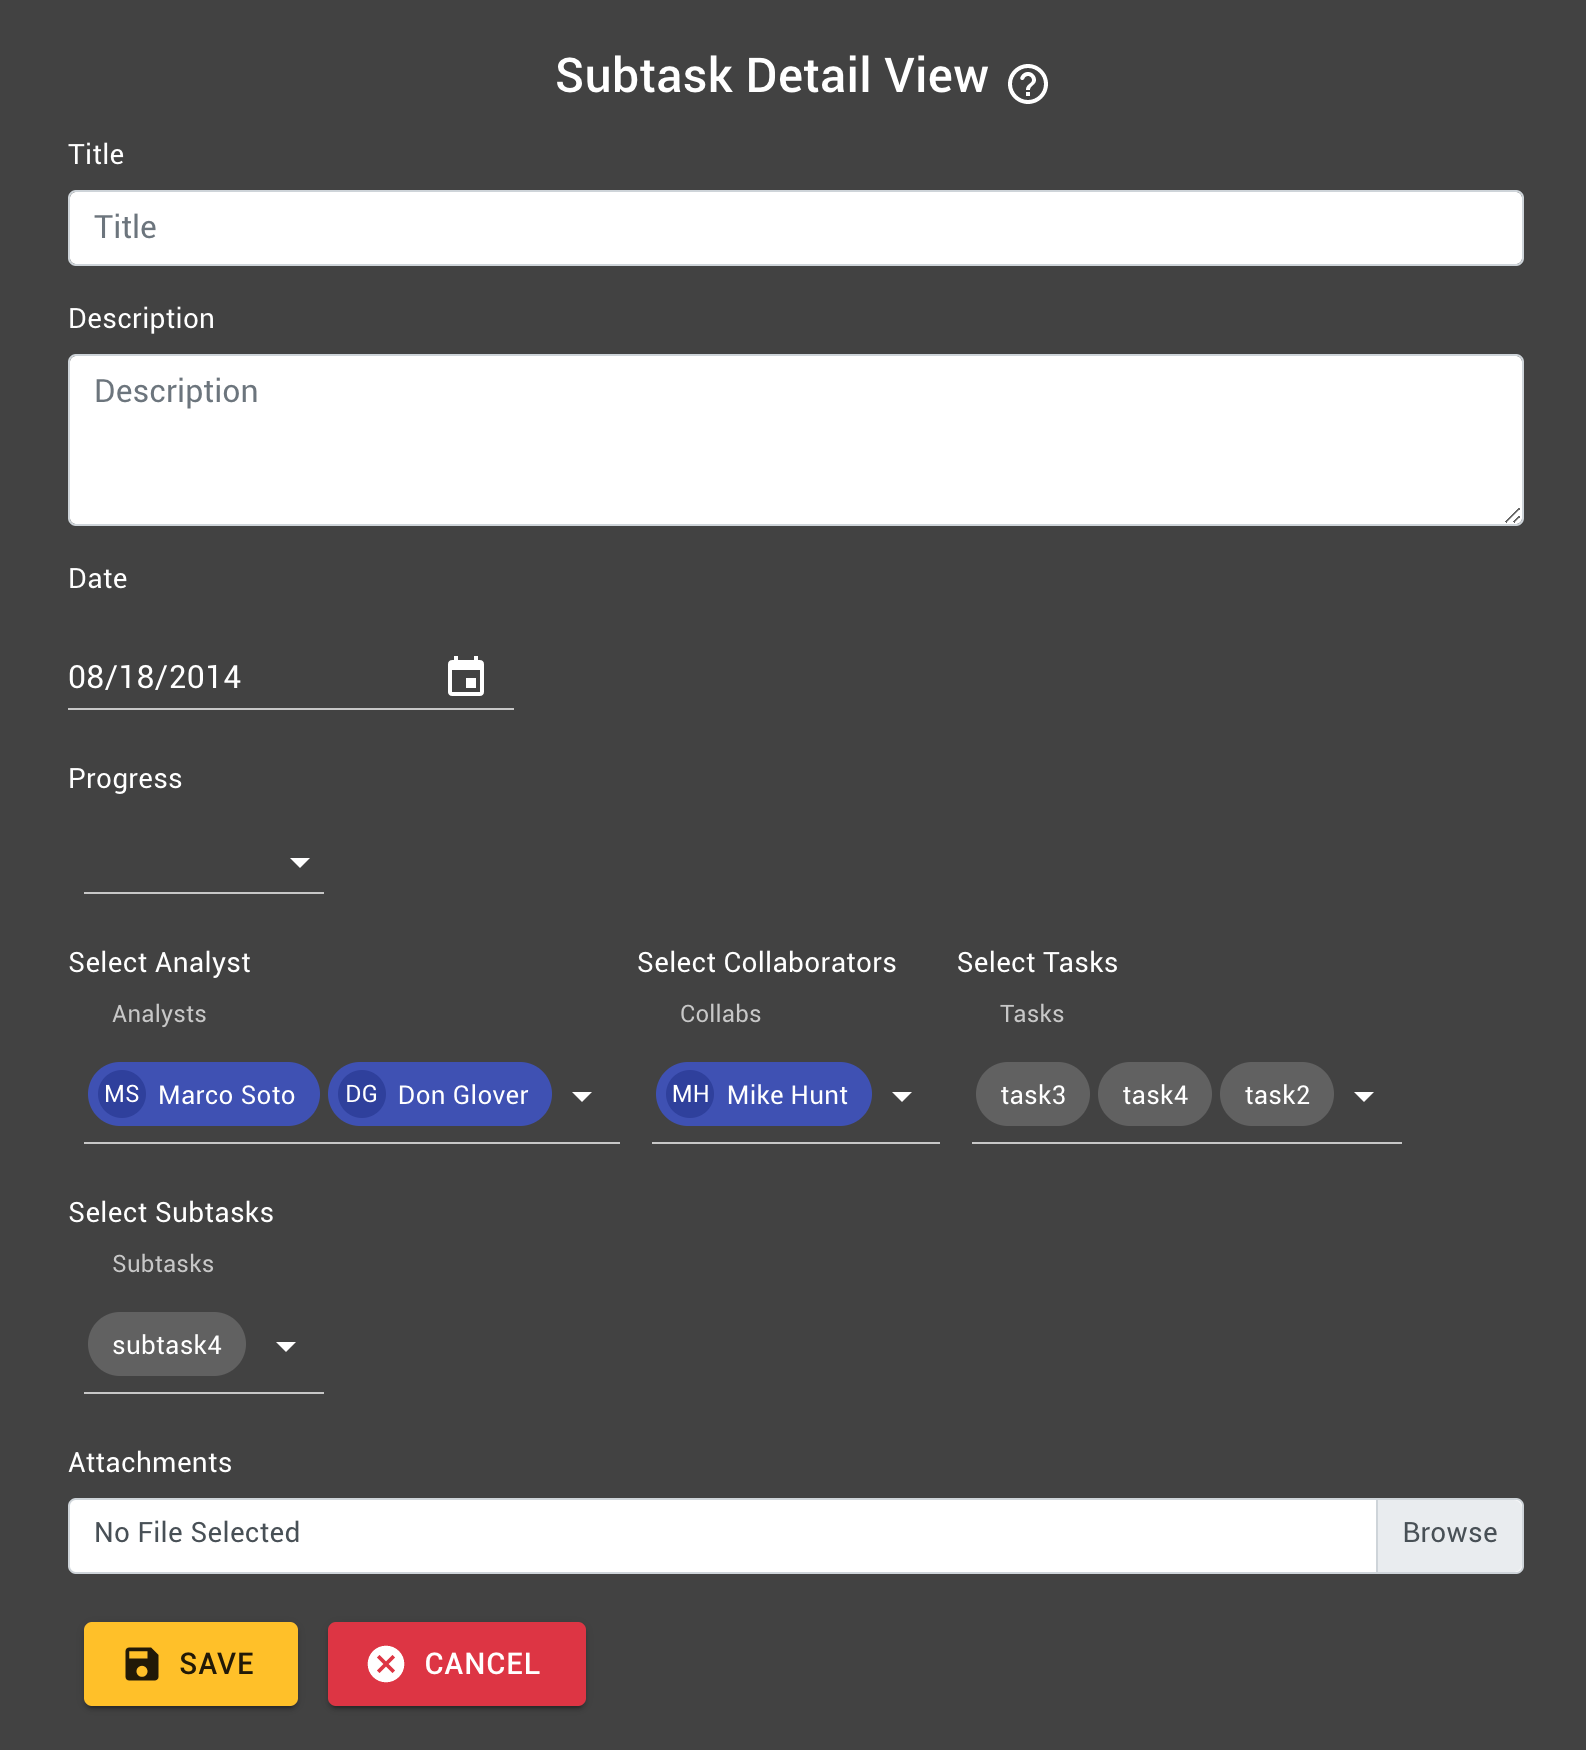 Subtask Detail View
Title
Title
Description
Description
Date
08/18/2014
Progress
Select Analyst Select Collaborators Select Tasks
Analysts Collabs Tasks
MS Marco Soto DG Don Glover MH Mike Hunt task3 task4 task2
Select Subtasks
Subtasks
subtask4
Attachments
No File Selected Browse
SAVE CANCEL